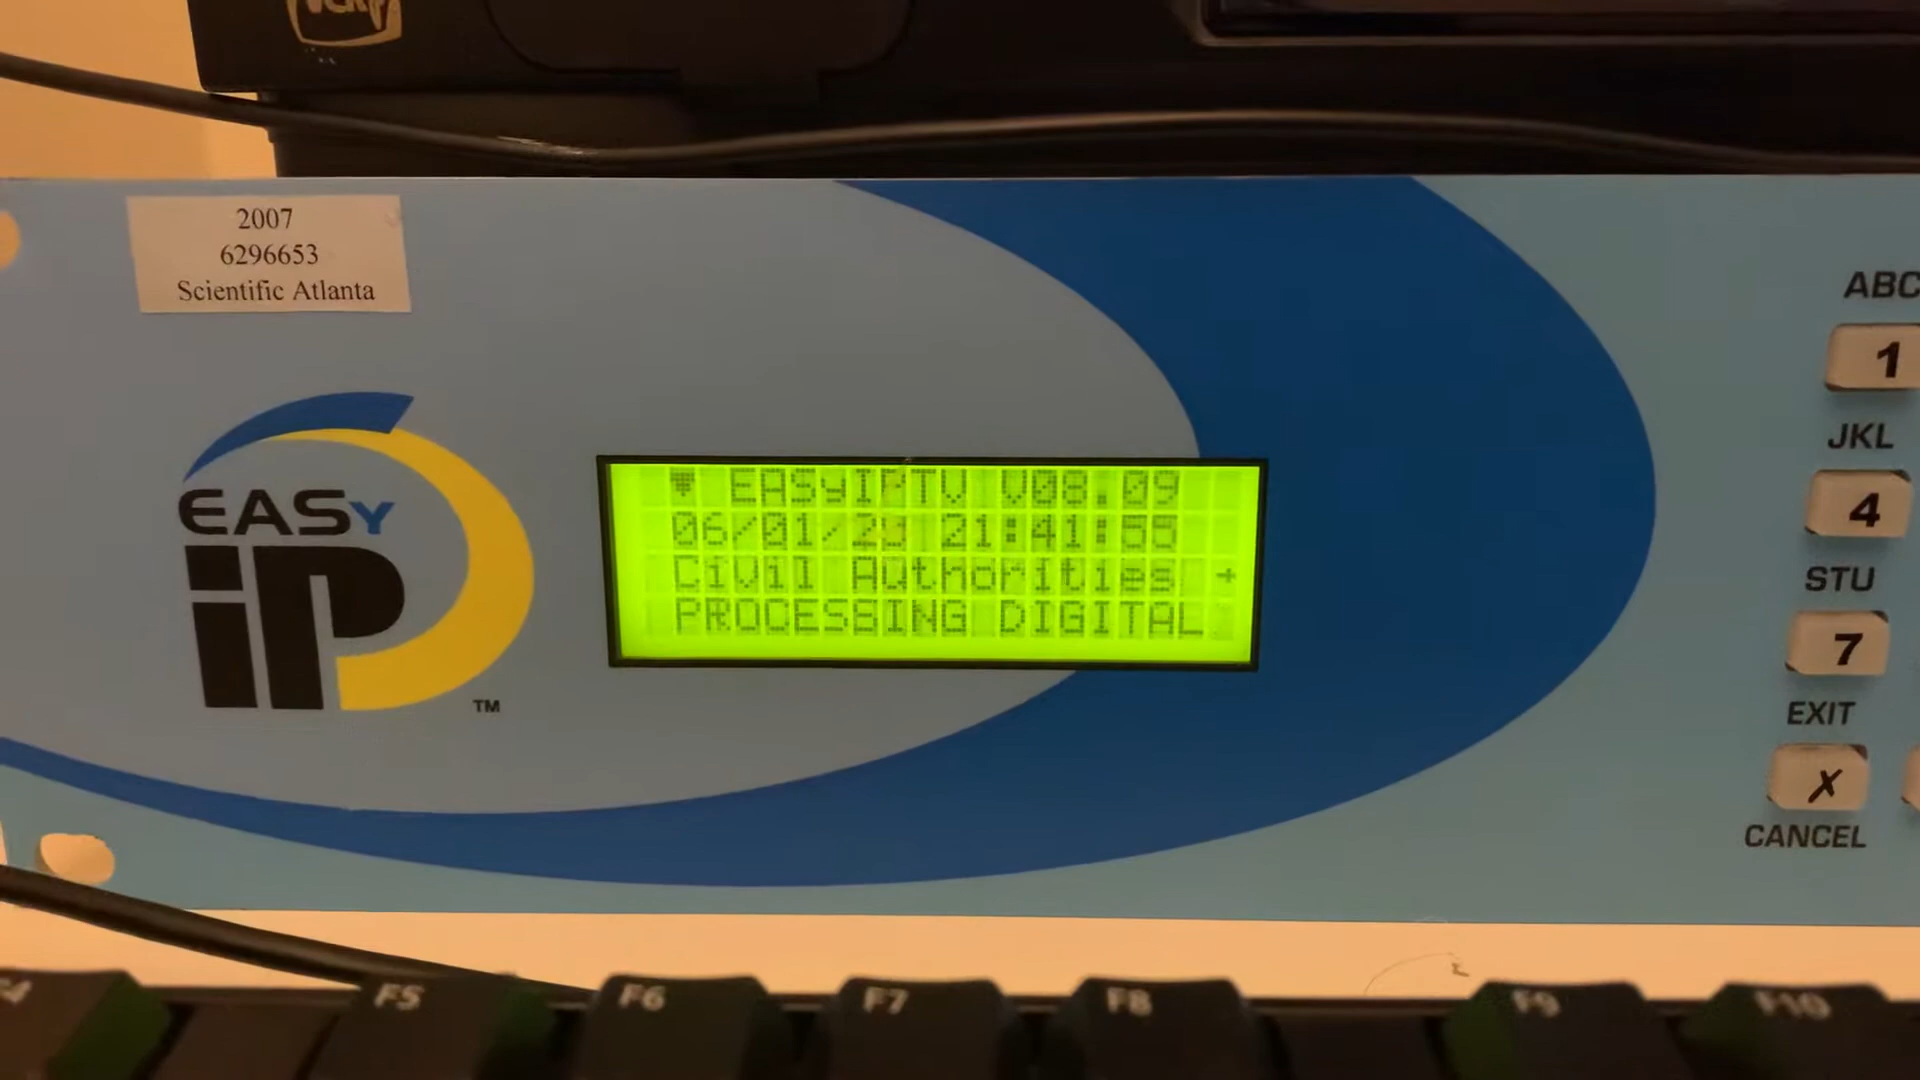 VCR
2007
6296653
Scientific Atlanta
EASY
iP
TM
EASyIPTV V08.09
21:41:55
Civil Authorities +
PROCESSING DIGITAL
ABC
1
JKL
4
STU
7
EXIT
X
CANCEL
F5
F6
F7
F8
F9
F10